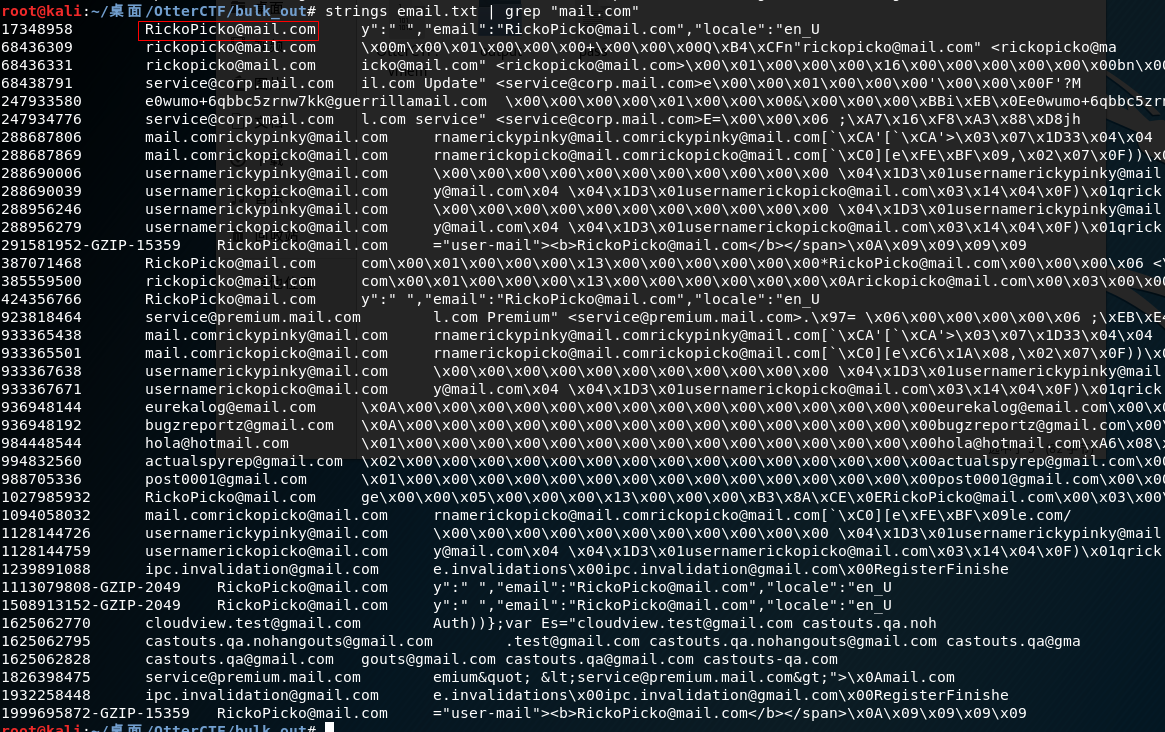 root@kali:~/桌面/OtterCTF/bulk_out# strings email.txt | grep "mail.com"
17348958 RickoPicko@mail.com y":" ","email":"RickoPicko@mail.com","locale":"en_U
68436309 rickopicko@mail.com \x00m\x00\x01\x00\x00\x00+\x00\x00\x00Q\xB4\xCFn"rickopicko@mail.com" <rickopicko@ma
68436331 rickopicko@mail.com icko@mail.com" <rickopicko@mail.com>\x00\x01\x00\x00\x00\x16\x00\x00\x00\x00\x00\x00\x00bn\x00
68438791 service@corp.mail.com il.com Update" <service@corp.mail.com>e\x00\x00\x01\x00\x00\x00'\x00\x00\x00F'?M
247933580 e0wumo+6qbbc5zrnw7kk@guerrillamail.com \x00\x00\x00\x00\x01\x00\x00\x00&\x00\x00\x00\xBBi\xEB\x0Ee0wumo+6qbbc5zrn
247934776 service@corp.mail.com l.com service" <service@corp.mail.com>E=\x00\x00\x06 ;\xA7\x16\xF8\xA3\x88\xD8jh
288687806 mail.comrickypinky@mail.com rnamerickypinky@mail.comrickypinky@mail.com[`\xCA'[`\xCA'>\x03\x07\x1D33\x04\x04
288687869 mail.comrickopicko@mail.com rnamerickopicko@mail.comrickopicko@mail.com[`\xC0][e\xFE\xBF\x09,\x02\x07\x0F))\x0
288690006 usernamerickypinky@mail.com \x00\x00\x00\x00\x00\x00\x00\x00\x00\x00 \x04\x1D3\x01usernamerickypinky@mail
288690039 usernamerickopicko@mail.com y@mail.com\x04 \x04\x1D3\x01usernamerickopicko@mail.com\x03\x14\x04\x0F)\x01qrick
288956246 usernamerickypinky@mail.com \x00\x00\x00\x00\x00\x00\x00\x00\x00\x00 \x04\x1D3\x01usernamerickypinky@mail
288956279 usernamerickopicko@mail.com y@mail.com\x04 \x04\x1D3\x01usernamerickopicko@mail.com\x03\x14\x04\x0F)\x01qrick
291581952-GZIP-15359 RickoPicko@mail.com ="user-mail"><b>RickoPicko@mail.com</b></span>\x0A\x09\x09\x09\x09
387071468 RickoPicko@mail.com com\x00\x00\x01\x00\x00\x00\x13\x00\x00\x00\x00\x00\x00\x00*RickoPicko@mail.com\x00\x00\x00\x06 <\
385559500 rickopicko@mail.com com\x00\x00\x01\x00\x00\x00\x13\x00\x00\x00\x00\x00\x00\x0Arickopicko@mail.com\x00\x03\x00\x0
424356766 RickoPicko@mail.com y":" ","email":"RickoPicko@mail.com","locale":"en_U
923818464 service@premium.mail.com l.com Premium" <service@premium.mail.com>.\x97= \x06\x00\x00\x00\x00\x06 ;\xEB\xE4
933365438 mail.comrickypinky@mail.com rnamerickypinky@mail.comrickypinky@mail.com[`\xCA'[`\xCA'>\x03\x07\x1D33\x04\x04
933365501 mail.comrickopicko@mail.com rnamerickopicko@mail.comrickopicko@mail.com[`\xC0][e\xC6\x1A\x08,\x02\x07\x0F))\x0
933367638 usernamerickypinky@mail.com \x00\x00\x00\x00\x00\x00\x00\x00\x00\x00 \x04\x1D3\x01usernamerickypinky@mail
933367671 usernamerickopicko@mail.com y@mail.com\x04 \x04\x1D3\x01usernamerickopicko@mail.com\x03\x14\x04\x0F)\x01qrick
936948144 eurekalog@email.com \x0A\x00\x00\x00\x00\x00\x00\x00\x00\x00\x00\x00\x00\x00\x00\x00eurekalog@email.com\x00\x0
936948192 bugzreportz@gmail.com \x0A\x00\x00\x00\x00\x00\x00\x00\x00\x00\x00\x00\x00\x00\x00\x00bugzreportz@gmail.com\x00
984448544 hola@hotmail.com \x01\x00\x00\x00\x00\x00\x00\x00\x00\x00\x00\x00\x00\x00\x00\x00hola@hotmail.com\xA6\x08\
994832560 actualspyrep@gmail.com \x02\x00\x00\x00\x00\x00\x00\x00\x00\x00\x00\x00\x00\x00\x00\x00actualspyrep@gmail.com\x0
988705336 post0001@gmail.com \x01\x00\x00\x00\x00\x00\x00\x00\x00\x00\x00\x00\x00\x00\x00\x00post0001@gmail.com\x00\x00
1027985932 RickoPicko@mail.com ge\x00\x00\x05\x00\x00\x00\x13\x00\x00\x00\xB3\x8A\xCE\x0ERickoPicko@mail.com\x00\x03\x00\
1094058032 mail.comrickopicko@mail.com rnamerickopicko@mail.comrickopicko@mail.com[`\xC0][e\xFE\xBF\x09le.com/
1128144726 usernamerickypinky@mail.com \x00\x00\x00\x00\x00\x00\x00\x00\x00\x00 \x04\x1D3\x01usernamerickypinky@mail
1128144759 usernamerickopicko@mail.com y@mail.com\x04 \x04\x1D3\x01usernamerickopicko@mail.com\x03\x14\x04\x0F)\x01qrick
1239891088 ipc.invalidation@gmail.com e.invalidations\x00ipc.invalidation@gmail.com\x00RegisterFinishe
1113079808-GZIP-2049 RickoPicko@mail.com y":" ","email":"RickoPicko@mail.com","locale":"en_U
1508913152-GZIP-2049 RickoPicko@mail.com y":" ","email":"RickoPicko@mail.com","locale":"en_U
1625062770 cloudview.test@gmail.com Auth))};var Es="cloudview.test@gmail.com castouts.qa.noh
1625062795 castouts.qa.nohangouts@gmail.com .test@gmail.com castouts.qa.nohangouts@gmail.com castouts.qa@gma
1625062828 castouts.qa@gmail.com gouts@gmail.com castouts.qa@gmail.com castouts-qa.com
1826398475 service@premium.mail.com emium&quot; &lt;service@premium.mail.com&gt;">\x0Amail.com
1932258448 ipc.invalidation@gmail.com e.invalidations\x00ipc.invalidation@gmail.com\x00RegisterFinishe
1999695872-GZIP-15359 RickoPicko@mail.com ="user-mail"><b>RickoPicko@mail.com</b></span>\x0A\x09\x09\x09\x09
root@kali:~/桌面/OtterCTF/bulk_out#